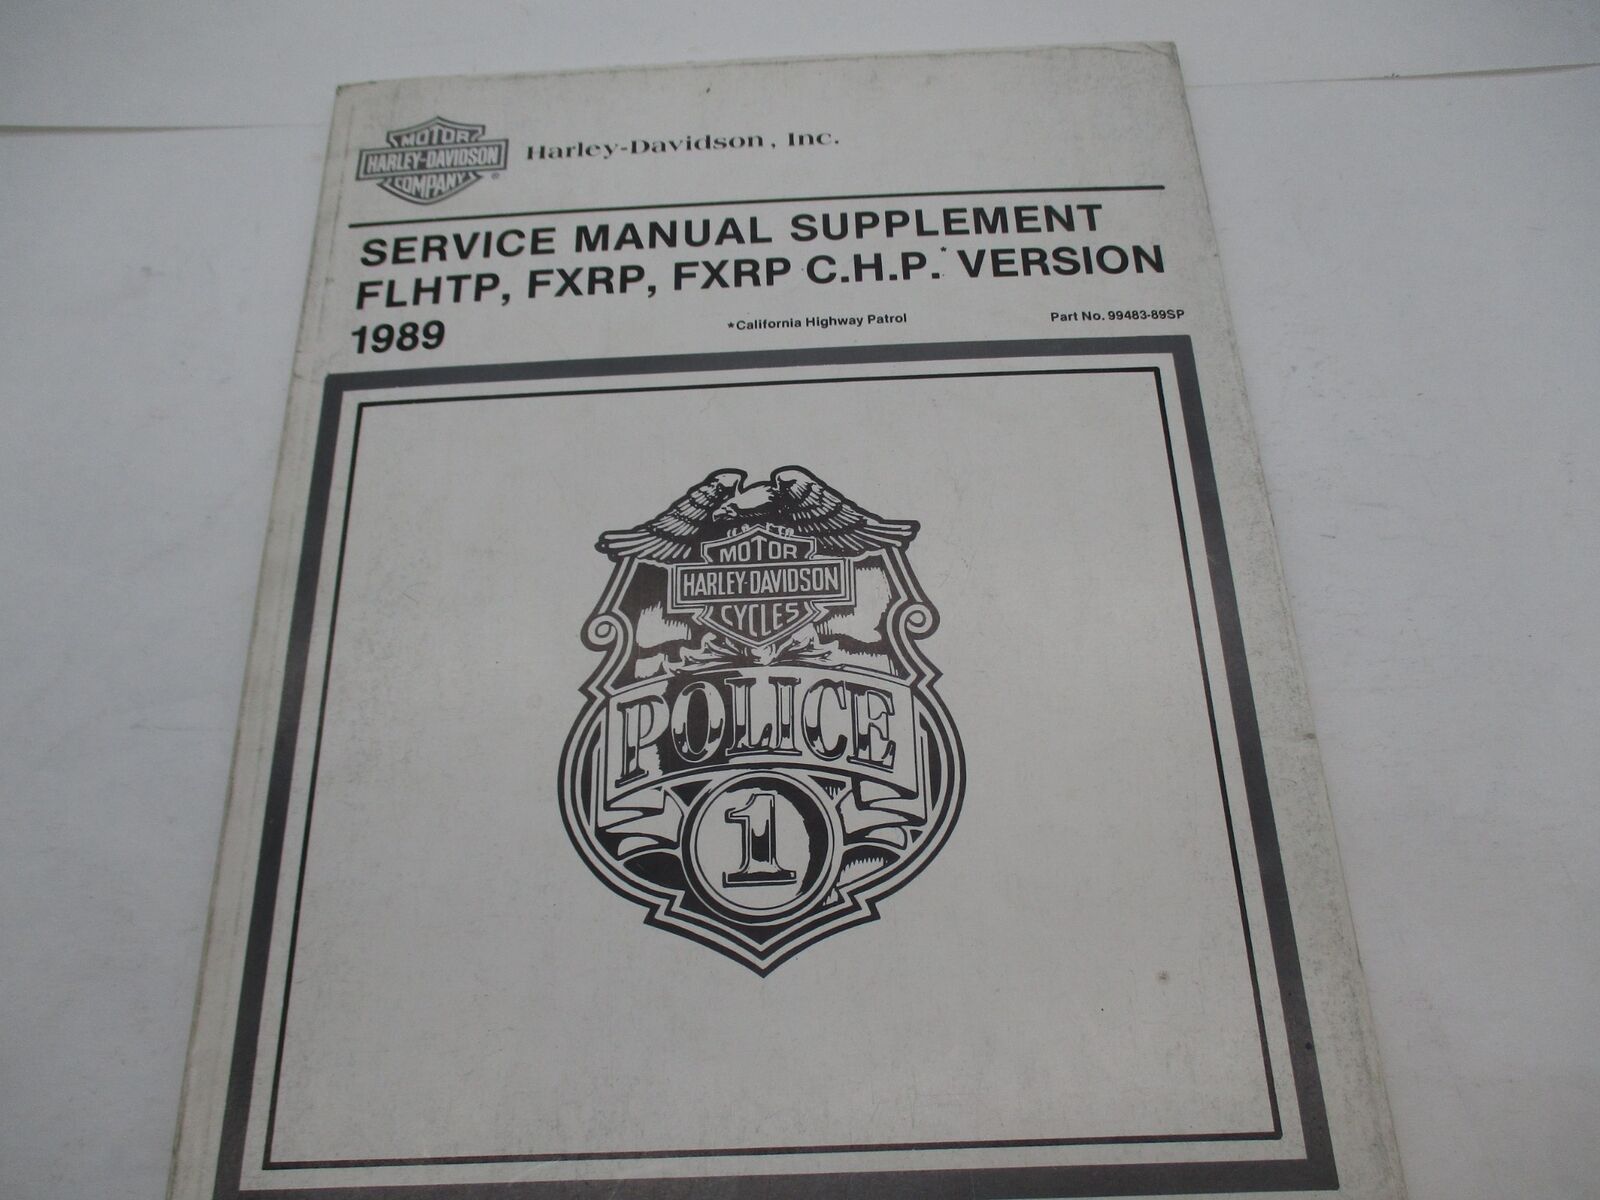 MOTOR
HARLEY-DAVIDSON
COMPANY
®
Harley-Davidson, Inc.
SERVICE MANUAL SUPPLEMENT
FLHTP, FXRP, FXRP C.H.P.* VERSION
1989
*California Highway Patrol
Part No. 99483-89SP
MOTOR
HARLEY-DAVIDSON
CYCLES
POLICE
1